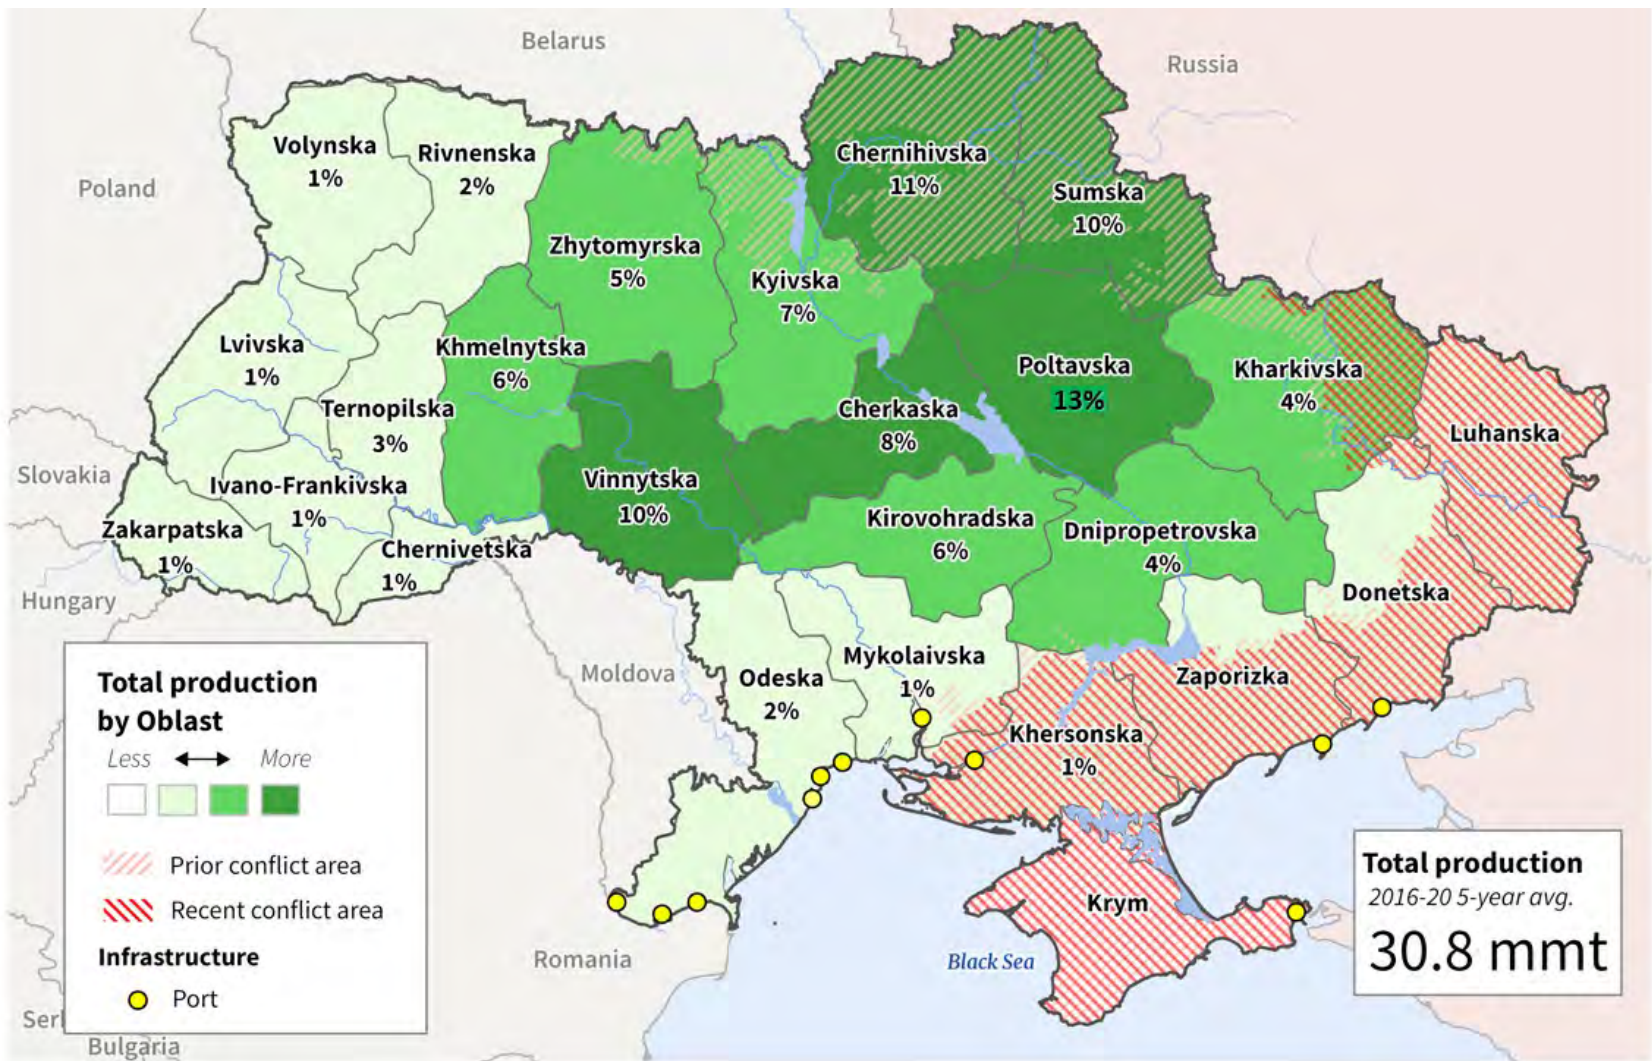 Belarus
Russia
Poland
Volynska
1%
Rivnenska
2%
Chernihivska
11%
Sumska
10%
Zhytomyrska
5%
Kyivska
7%
Lvivska
1%
Khmelnytska
6%
Poltavska
13%
Kharkivska
4%
Ternopilska
3%
Cherkaska
8%
Luhanska
Slovakia
Ivano-Frankivska
1%
Vinnytska
10%
Kirovohradska
6%
Dnipropetrovska
4%
Zakarpatska
1%
Chernivetska
1%
Donetska
Hungary
Moldova
Odeska
2%
Mykolaivska
1%
Zaporizka
Khersonska
1%
Krym
Black Sea
Romania
Serl
Bulgaria
Total production
by Oblast
Less
More
Prior conflict area
Recent conflict area
Infrastructure
Port
Total production
2016-20 5-year avg.
30.8 mmt